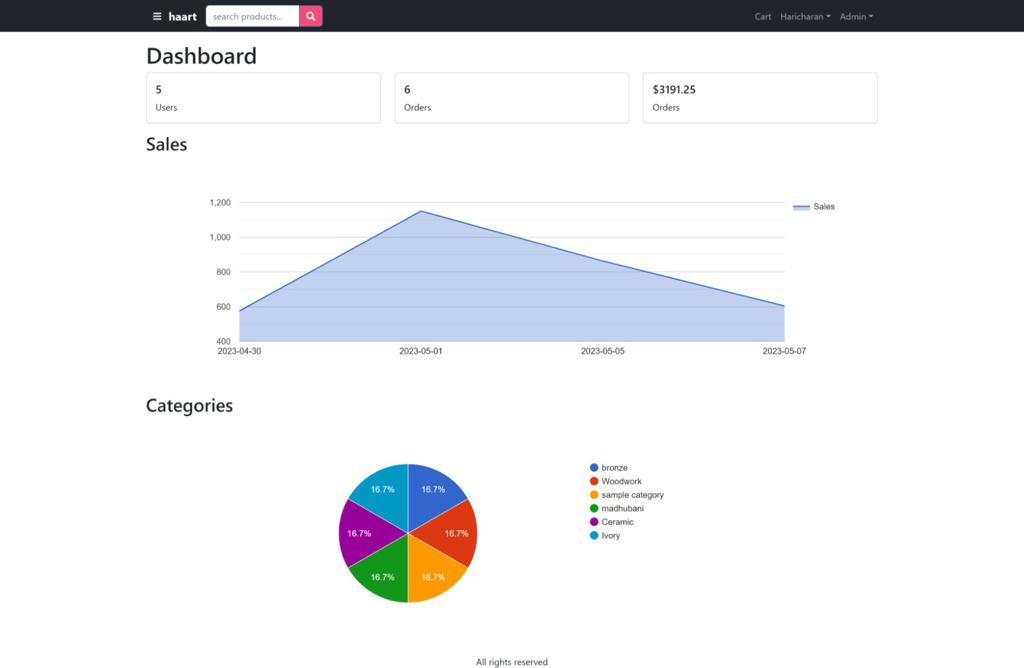 haart search products... Cart Haricharan Admin
Dashboard
5 6 $3191.25
Users Orders Orders
Sales
1,200
Sales
1,000
800
600
400
2023-04-30 2023-05-01 2023-05-05 2023-05-07
Categories
bronze
Woodwork
sample category
madhubani
Ceramic
Ivory
16.7% 16.7%
16.7% 16.7%
16.7% 16.7%
All rights reserved